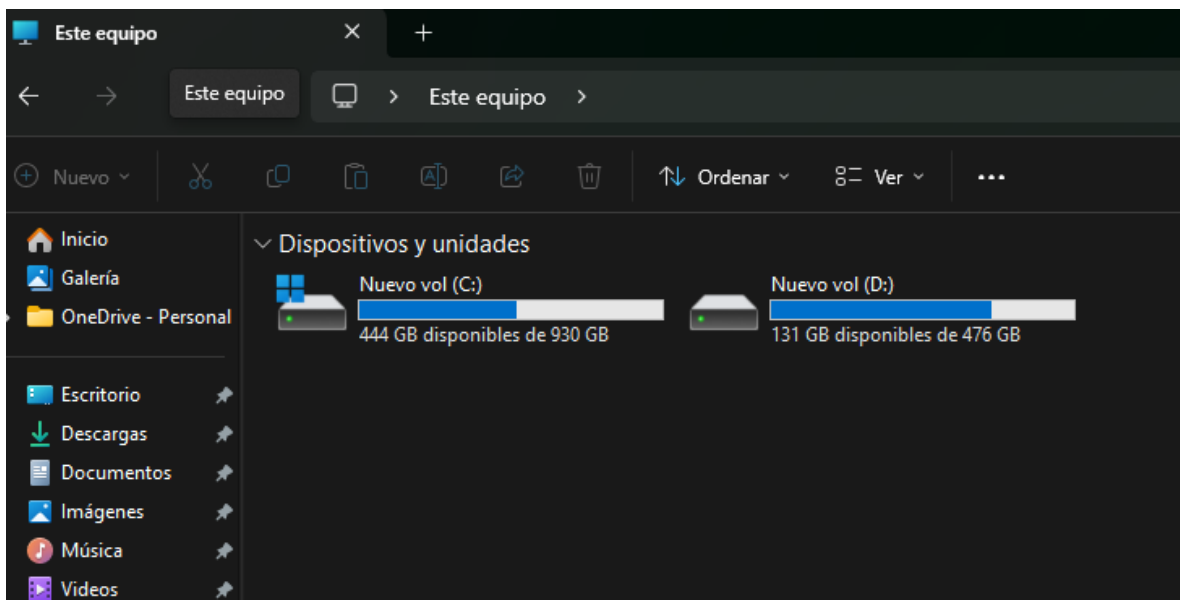 Este equipo
Este equipo
Este equipo
Nuevo
Ordenar
Ver
Inicio
Galería
OneDrive - Personal
Escritorio
Descargas
Documentos
Imágenes
Música
Videos
Dispositivos y unidades
Nuevo vol (C:)
444 GB disponibles de 930 GB
Nuevo vol (D:)
131 GB disponibles de 476 GB